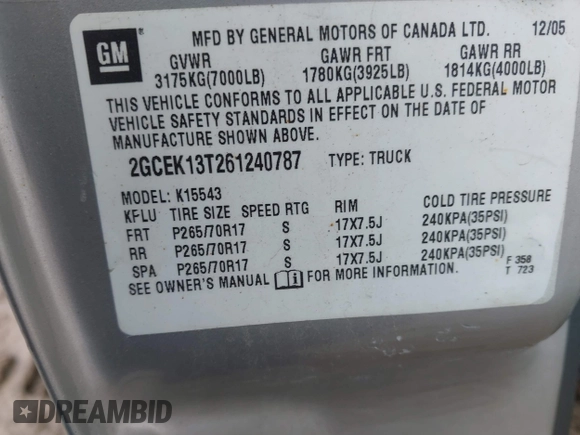 GM
MFD BY GENERAL MOTORS OF CANADA LTD. 12/05
GVWR GAWR FRT GAWR RR
3175KG(7000LB) 1780KG(3925LB) 1814KG(4000LB)
THIS VEHICLE CONFORMS TO ALL APPLICABLE U.S. FEDERAL MOTOR
VEHICLE SAFETY STANDARDS IN EFFECT ON THE DATE OF
MANUFACTURE SHOWN ABOVE.
2GCEK13T261240787 TYPE: TRUCK
MODEL: K15543
KFLU TIRE SIZE SPEED RTG RIM COLD TIRE PRESSURE
FRT P265/70R17 S 17X7.5J 240KPA(35PSI)
RR P265/70R17 S 17X7.5J 240KPA(35PSI)
SPA P265/70R17 S 17X7.5J 240KPA(35PSI)
SEE OWNER'S MANUAL FOR MORE INFORMATION. F 358
T 723
DREAMBID